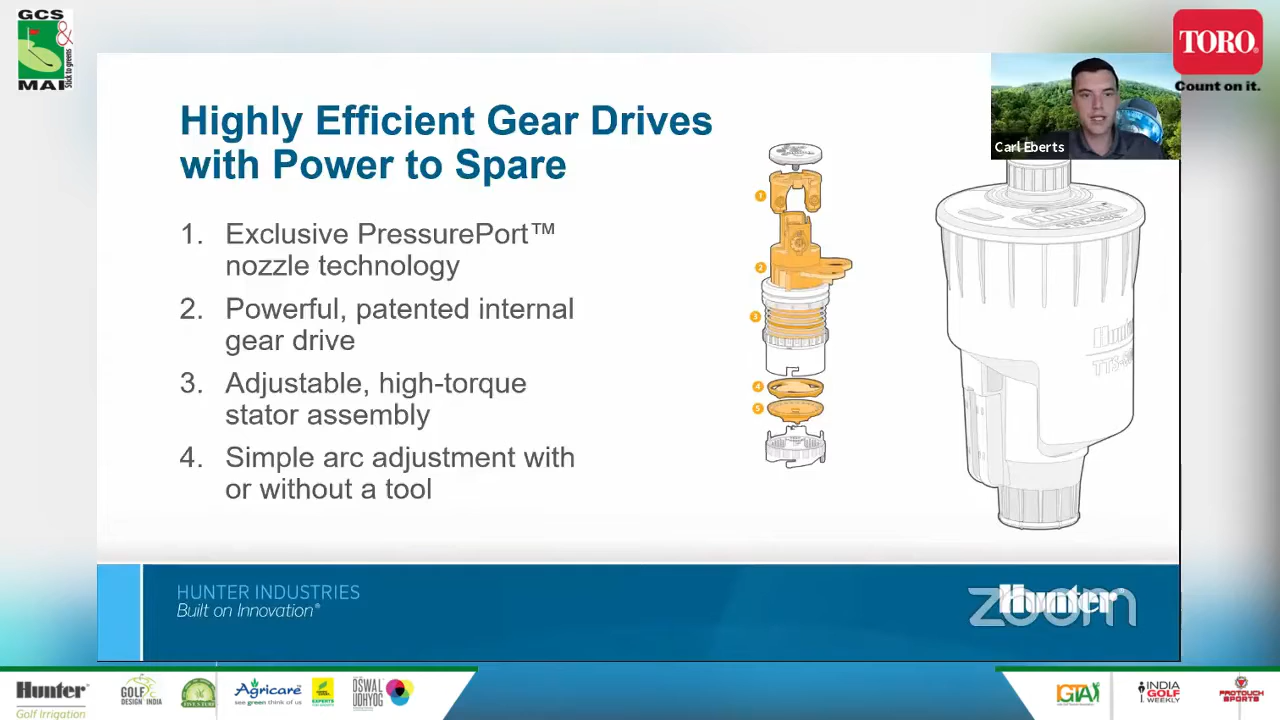 GCS
&
MAI
Stick to greens
TORO.
Count on it.
Carl Eberts
Highly Efficient Gear Drives
with Power to Spare
1. Exclusive PressurePort™
nozzle technology
2. Powerful, patented internal
gear drive
3. Adjustable, high-torque
stator assembly
4. Simple arc adjustment with
or without a tool
1
2
3
4
5
Hunter
HUNTER INDUSTRIES
Built on Innovation®
Hunter
zoom
Hunter®
Golf Irrigation
GOLF
DESIGN INDIA
Agricare
see green think of us
OSWAL
UDHYOG
GIA
INDIA
GOLF
WEEKLY
PROTOUCH
SPORTS